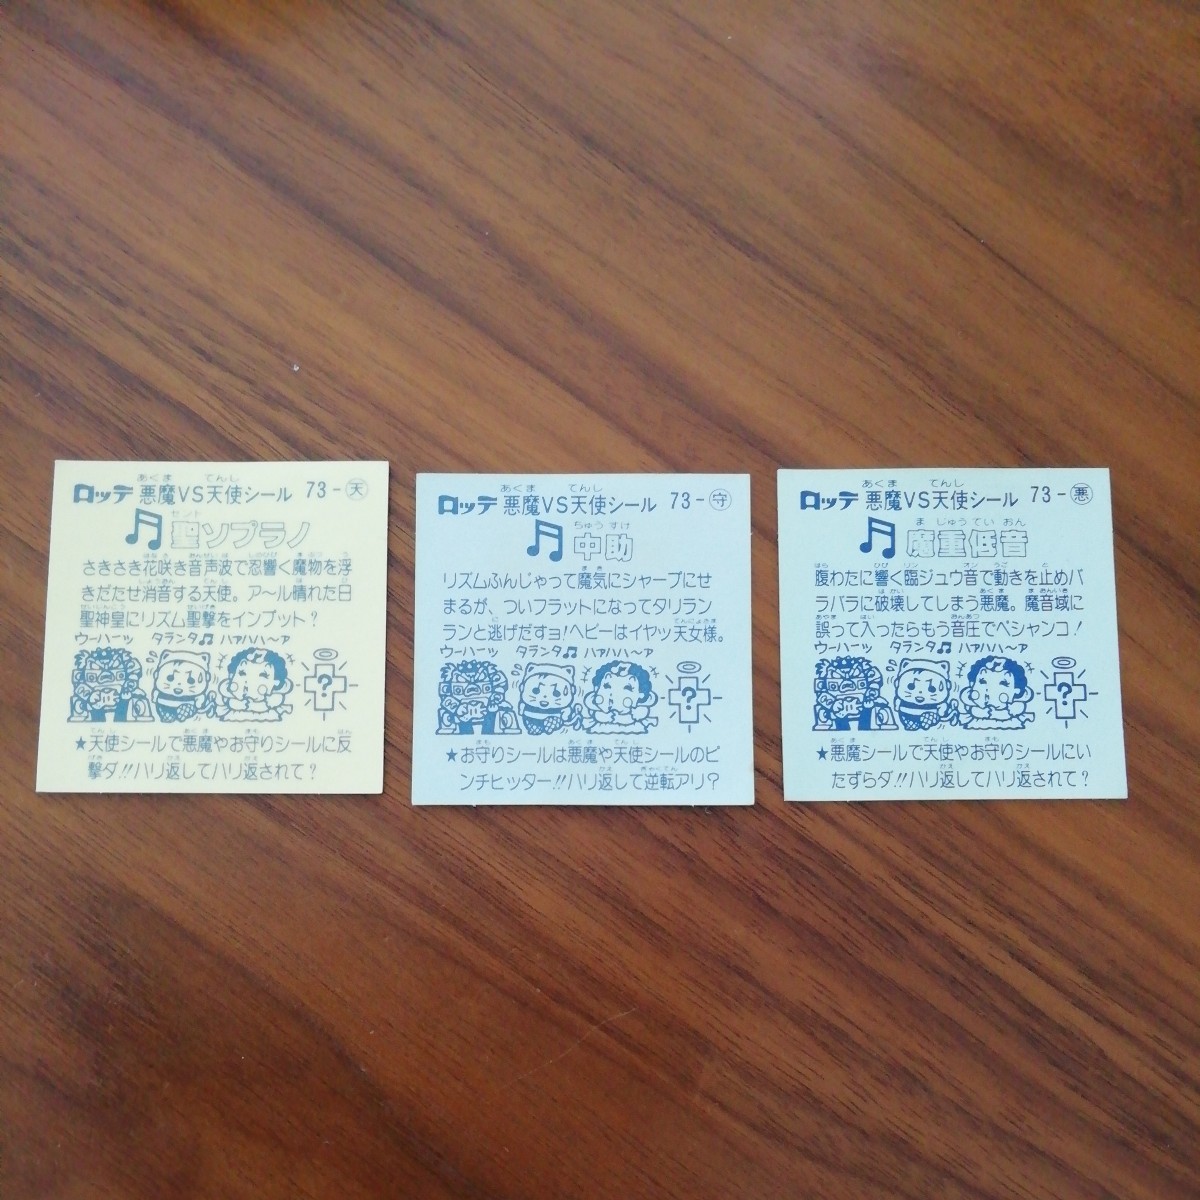 ロッテ 悪魔VS天使シール 73-天
聖ソプラノ
さきさき花咲き音声波で忍響く魔物を浮
きだたせ消音する天使。ア〜ル晴れた日
聖神皇にリズム聖撃をインプット?
ウーハーッ タランタ♫ ハァハハ〜ァ
?
★天使シールで悪魔やお守りシールに反
撃ダ!!ハリ返してハリ返されて?
ロッテ 悪魔VS天使シール 73-守
中助
リズムふんじゃって魔気にシャープにせ
まるが、ついフラットになってタリラン
ランと逃げだすョ!ヘビーはイヤッ天女様。
ウーハーッ タランタ♫ ハァハハ〜ァ
?
★お守りシールは悪魔や天使シールのピ
ンチヒッター!!ハリ返して逆転アリ?
ロッテ 悪魔VS天使シール 73-悪
魔重低音
腹わたに響く臨ジュウ音で動きを止めバ
ラバラに破壊してしまう悪魔。魔音域に
誤って入ったらもう音圧でペシャンコ!
ウーハーッ タランタ♫ ハァハハ〜ァ
?
★悪魔シールで天使やお守りシールにい
たずらダ!!ハリ返してハリ返されて?